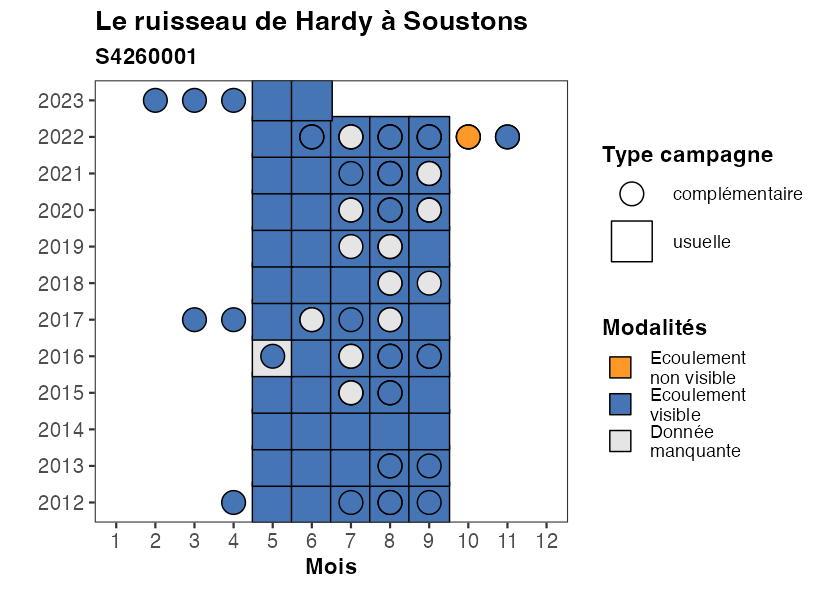 Le ruisseau de Hardy à Soustons
S4260001
2023
2022
2021
2020
2019
2018
2017
2016
2015
2014
2013
2012
1 2 3 4 5 6 7 8 9 10 11 12
Mois
Type campagne
complémentaire
usuelle
Modalités
Ecoulement
non visible
Ecoulement
visible
Donnée
manquante